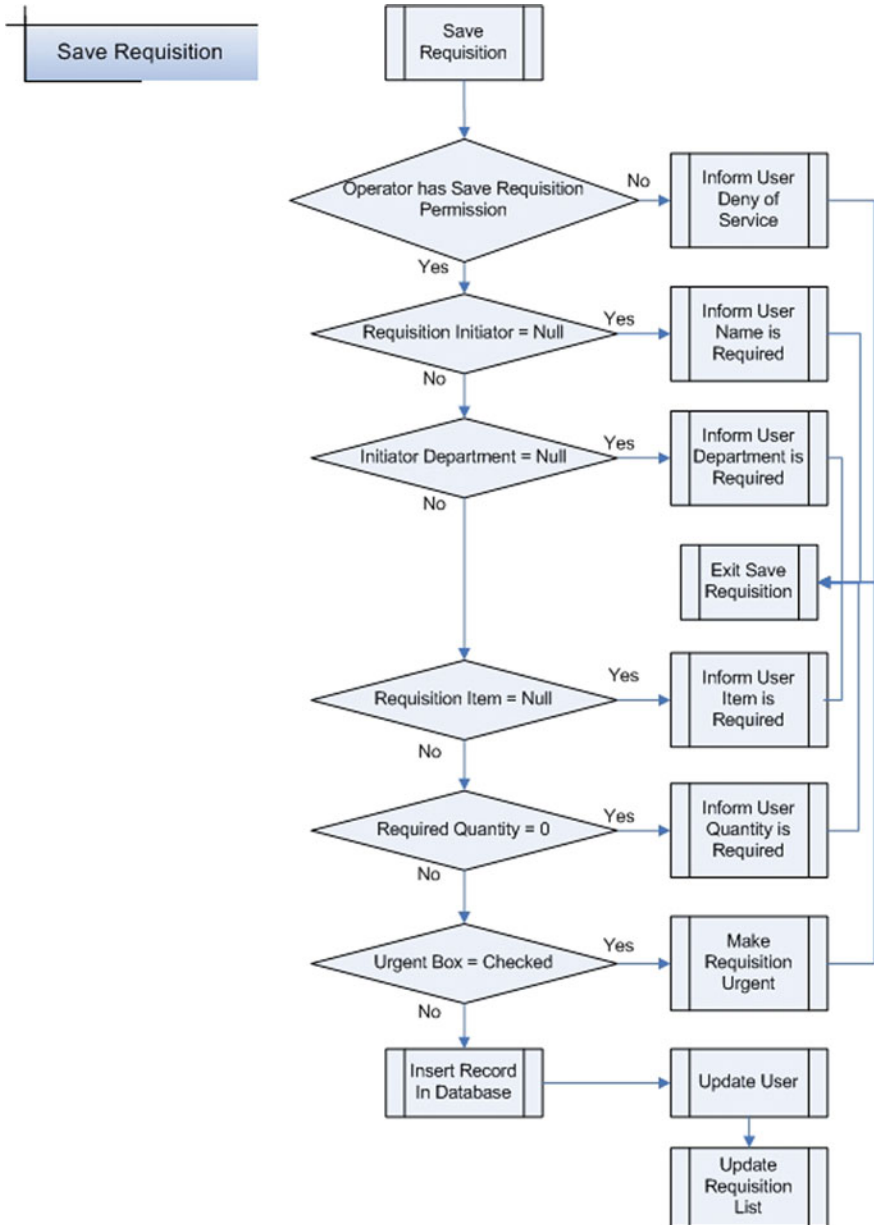 Save Requisition
Save
Requisition
Operator has Save Requisition
Permission
No
Inform User
Deny of
Service
Yes
Requisition Initiator = Null
Yes
Inform User
Name is
Required
No
Initiator Department = Null
Yes
Inform User
Department is
Required
No
Exit Save
Requisition
Requisition Item = Null
Yes
Inform User
Item is
Required
No
Required Quantity = 0
Yes
Inform User
Quantity is
Required
No
Urgent Box = Checked
Yes
Make
Requisition
Urgent
No
Insert Record
In Database
Update User
Update
Requisition
List